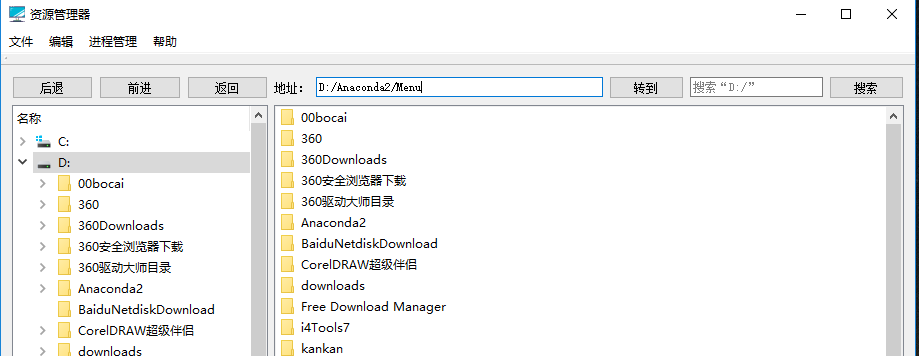 资源管理器
文件 编辑 进程管理 帮助
后退 前进 返回 地址： D:/Anaconda2/Menu 转到 搜索“D:/” 搜索
名称
C:
D:
00bocai
360
360Downloads
360安全浏览器下载
360驱动大师目录
Anaconda2
BaiduNetdiskDownload
CorelDRAW超级伴侣
downloads
00bocai
360
360Downloads
360安全浏览器下载
360驱动大师目录
Anaconda2
BaiduNetdiskDownload
CorelDRAW超级伴侣
downloads
Free Download Manager
i4Tools7
kankan